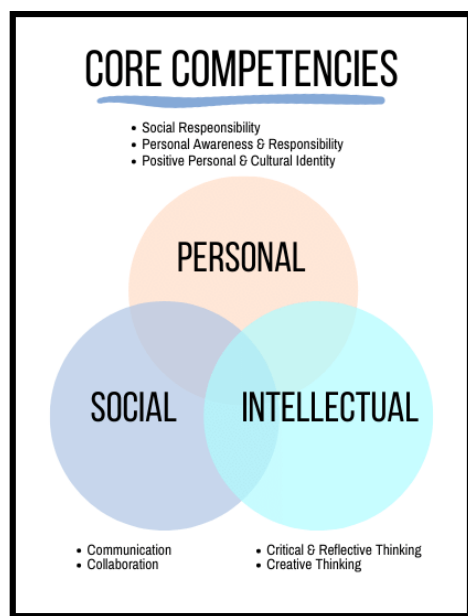 CORE COMPETENCIES
• Social Respeonsibility
• Personal Awareness & Responsibility
• Positive Personal & Cultural Identity
PERSONAL
SOCIAL
INTELLECTUAL
• Communication
• Collaboration
• Critical & Reflective Thinking
• Creative Thinking